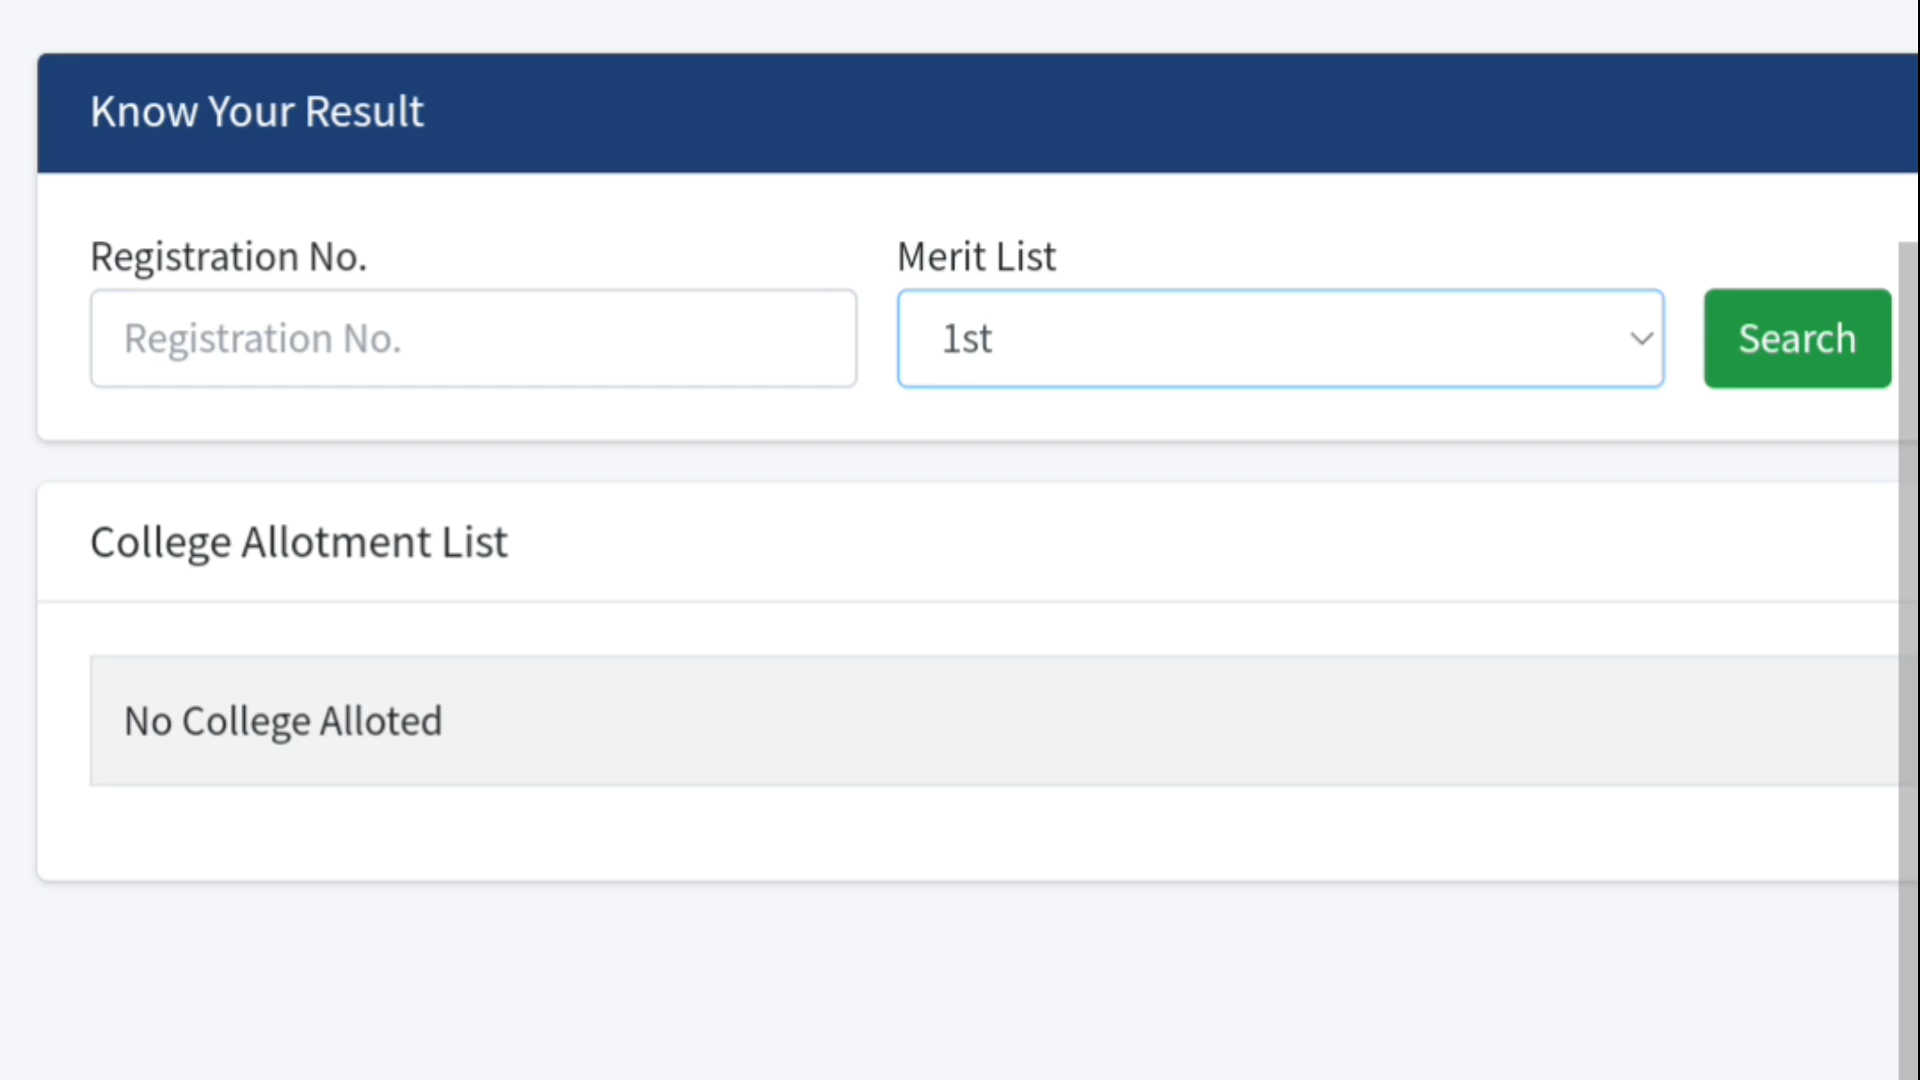 Know Your Result
Registration No.
Merit List
Registration No.
1st
Search
College Allotment List
No College Alloted